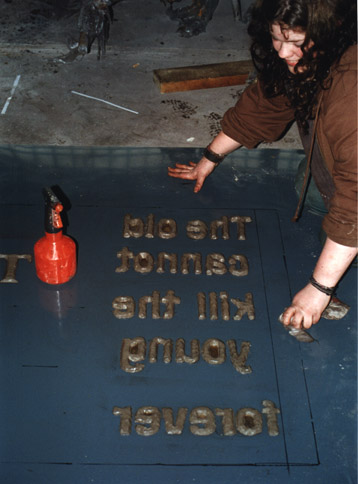 The old
cannot
kill the
young
forever